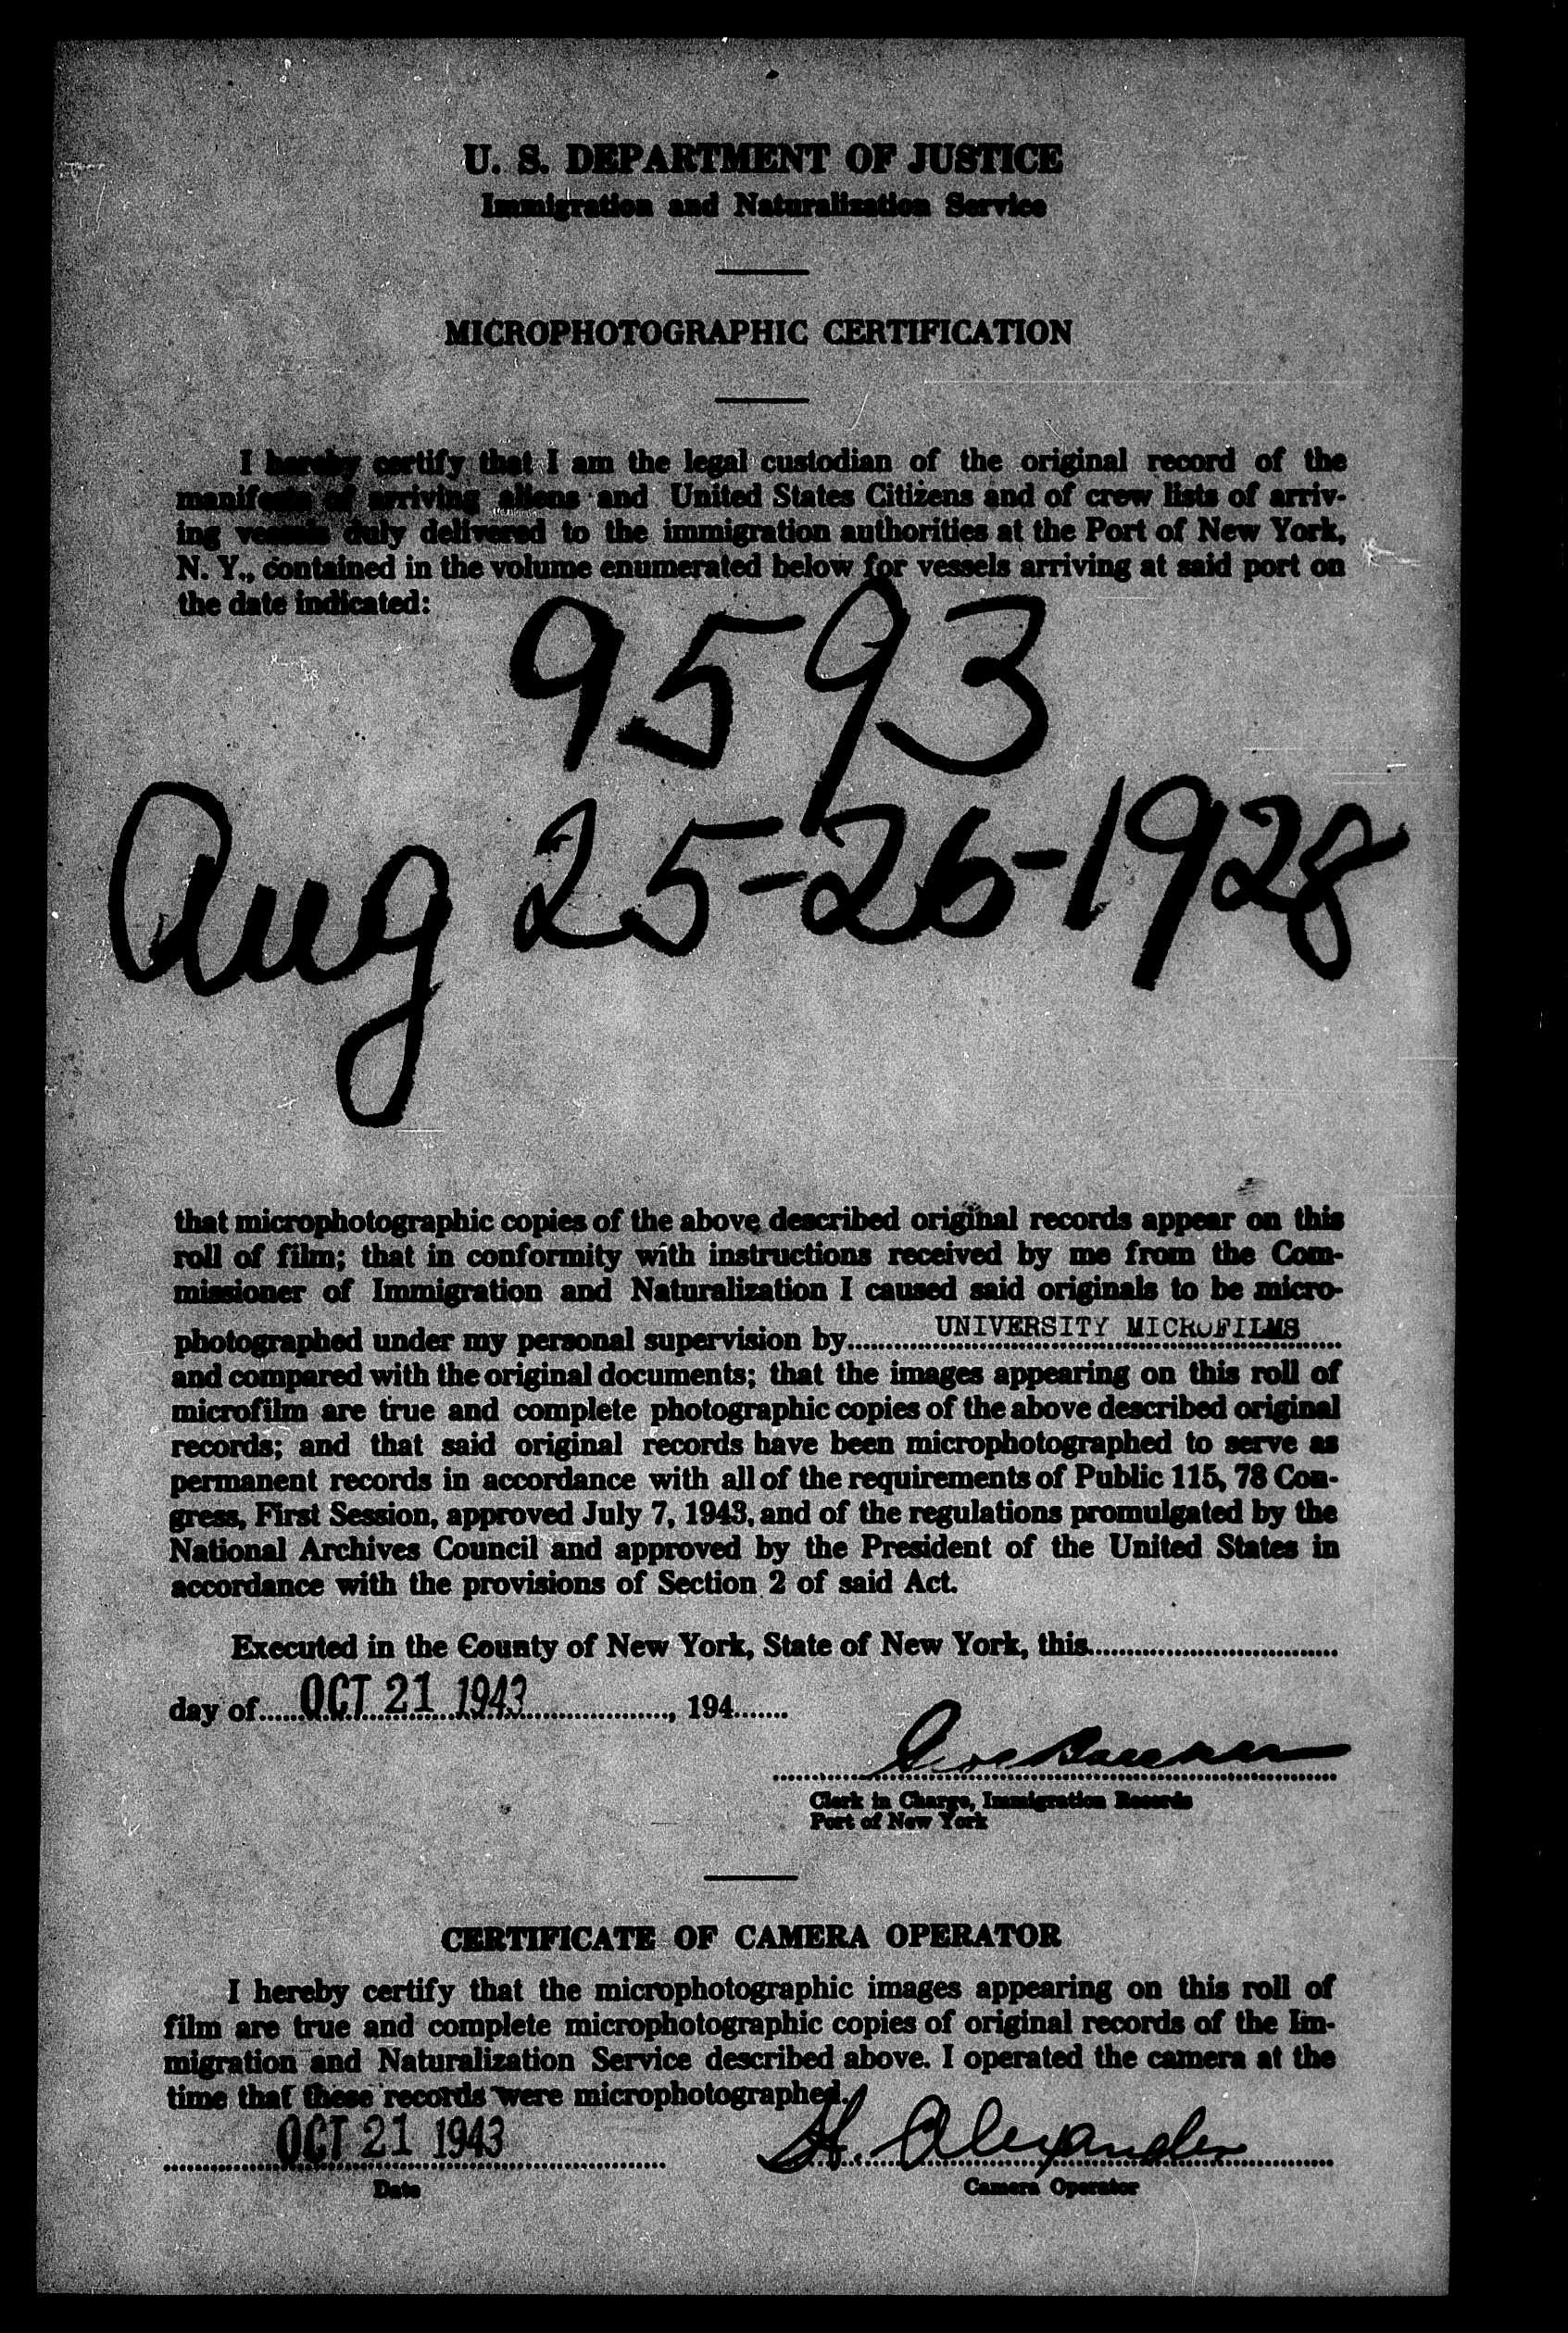 U. S. DEPARTMENT OF JUSTICE
Immigration and Naturalization Service
MICROPHOTOGRAPHIC CERTIFICATION
I hereby certify that I am the legal custodian of the original record of the
manifests of arriving aliens and United States Citizens and of crew lists of arriv-
ing vessels duly delivered to the immigration authorities at the Port of New York,
N. Y., contained in the volume enumerated below for vessels arriving at said port on
the date indicated:
9593
Aug 25-26-1928
that microphotographic copies of the above described original records appear on this
roll of film; that in conformity with instructions received by me from the Com-
missioner of Immigration and Naturalization I caused said originals to be micro-
photographed under my personal supervision by UNIVERSITY MICROFILMS
and compared with the original documents; that the images appearing on this roll of
microfilm are true and complete photographic copies of the above described original
records; and that said original records have been microphotographed to serve as
permanent records in accordance with all of the requirements of Public 115, 78 Con-
gress, First Session, approved July 7, 1943, and of the regulations promulgated by the
National Archives Council and approved by the President of the United States in
accordance with the provisions of Section 2 of said Act.
Executed in the County of New York, State of New York, this
day of OCT 21 1943, 194
Clerk in Charge, Immigration Records
Port of New York
CERTIFICATE OF CAMERA OPERATOR
I hereby certify that the microphotographic images appearing on this roll of
film are true and complete microphotographic copies of original records of the Im-
migration and Naturalization Service described above. I operated the camera at the
time that these records were microphotographed.
OCT 21 1943 H. Alexander
Date Camera Operator